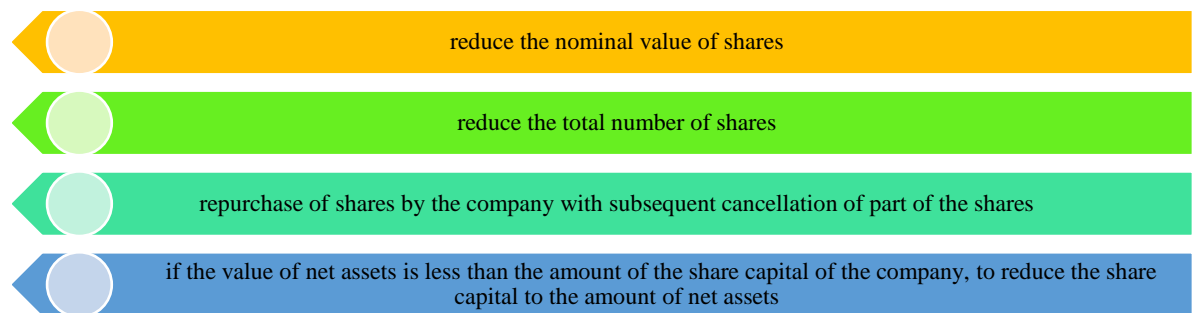 reduce the nominal value of shares
reduce the total number of shares
repurchase of shares by the company with subsequent cancellation of part of the shares
if the value of net assets is less than the amount of the share capital of the company, to reduce the share
capital to the amount of net assets